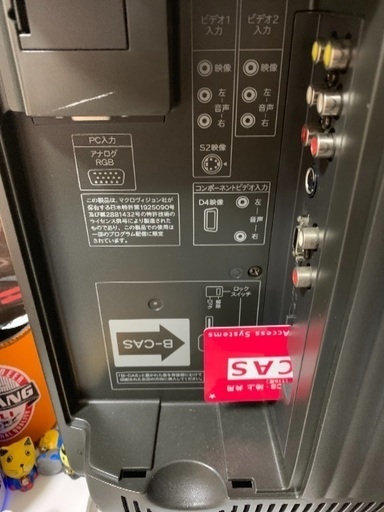 ビデオ1
入力
ビデオ2
入力
映像
映像
左
音声
右
左
音声
右
S2映像
PC入力
アナログ
RGB
コンポーネントビデオ入力
D4映像
左
音声
右
この製品は、マクロヴィジョン社が
保有する日本特許第1925090号
及び第2881432号の特許技術の
ライセンス供与により製造されて
います。この製品での使用は
一部のプログラム配信に限定
されています。
ロック
スイッチ
B-CAS
Access Systems
CAS
ANG